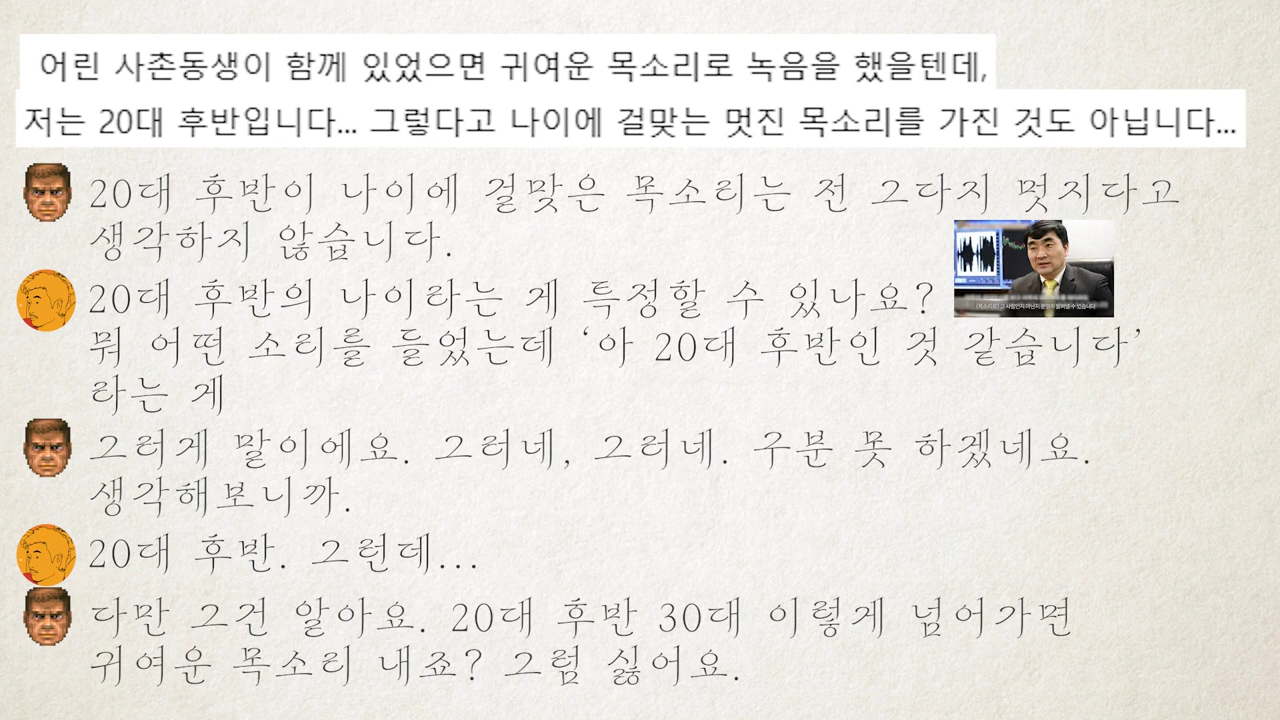 어린 사촌동생이 함께 있었으면 귀여운 목소리로 녹음을 했을텐데,
저는 20대 후반입니다... 그렇다고 나이에 걸맞는 멋진 목소리를 가진 것도 아닙니다...
20대 후반이 나이에 걸맞은 목소리는 전 그다지 멋지다고
생각하지 않습니다.
20대 후반의 나이라는 게 특정할 수 있나요?
뭐 어떤 소리를 들었는데 ‘아 20대 후반인 것 같습니다’
라는 게
그러게 말이에요. 그러네, 그러네. 구분 못 하겠네요.
생각해보니까.
20대 후반. 그런데...
다만 그건 알아요. 20대 후반 30대 이렇게 넘어가면
귀여운 목소리 내죠? 그럼 싫어요.